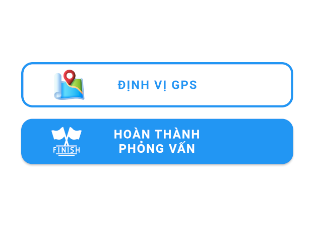 ĐỊNH VỊ GPS
FINISH
HOÀN THÀNH
PHỎNG VẤN